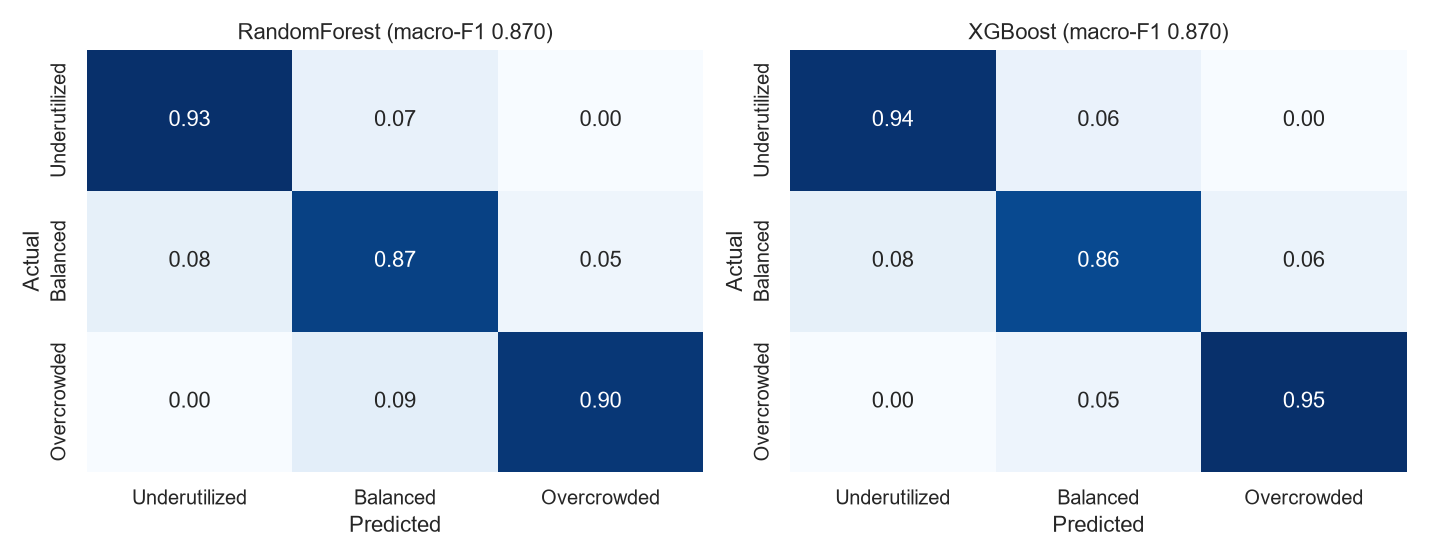 RandomForest (macro-F1 0.870)
Actual
Underutilized
0.93 0.07 0.00
Balanced
0.08 0.87 0.05
Overcrowded
0.00 0.09 0.90
Underutilized Balanced Overcrowded
Predicted
XGBoost (macro-F1 0.870)
Actual
Underutilized
0.94 0.06 0.00
Balanced
0.08 0.86 0.06
Overcrowded
0.00 0.05 0.95
Underutilized Balanced Overcrowded
Predicted